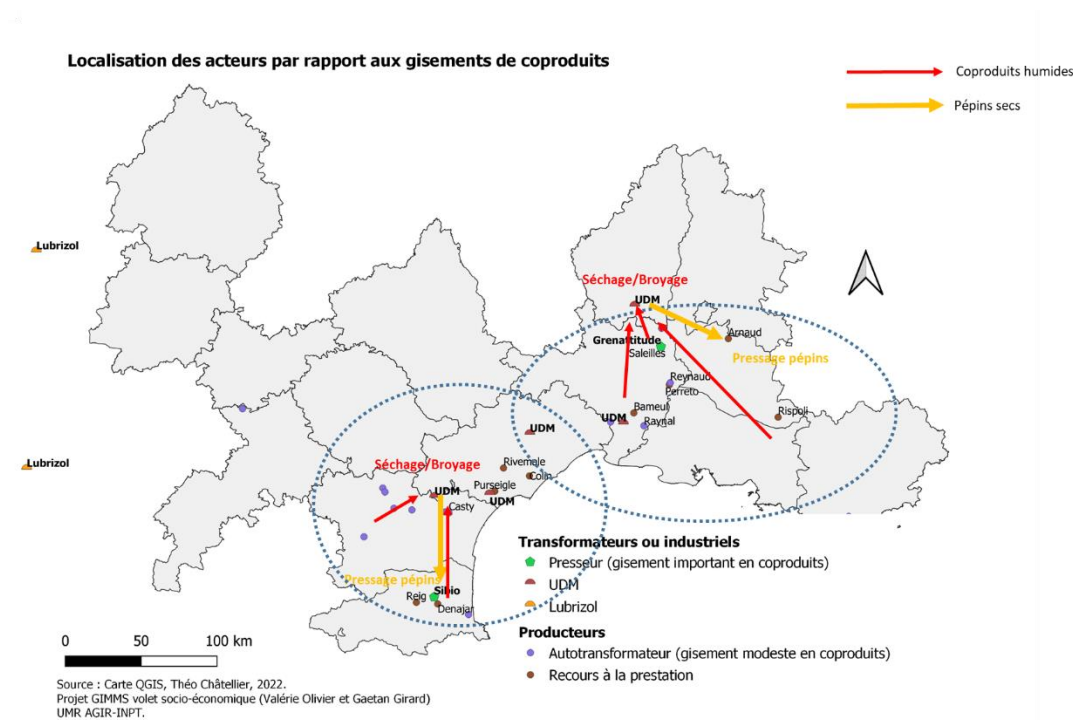 Localisation des acteurs par rapport aux gisements de coproduits
Coproduits humides
Pépins secs
Lubrizol
Séchage/Broyage
UDM
Arnaud
Grenattitude
Saleilles
Pressage pépins
Reynaud
Perreto
Bameul
Rispoli
UDM
Raynal
UDM
Lubrizol
Séchage/Broyage
Rivemale
Colin
UDM
Purseigle
UDM
Casty
Pressage pépins
Sibio
Reig
Denajar
Transformateurs ou industriels
Presseur (gisement important en coproduits)
UDM
Lubrizol
Producteurs
Autotransformateur (gisement modeste en coproduits)
Recours à la prestation
0 50 100 km
Source : Carte QGIS, Théo Châtellier, 2022.
Projet GIMMS volet socio-économique (Valérie Olivier et Gaetan Girard)
UMR AGIR-INPT.